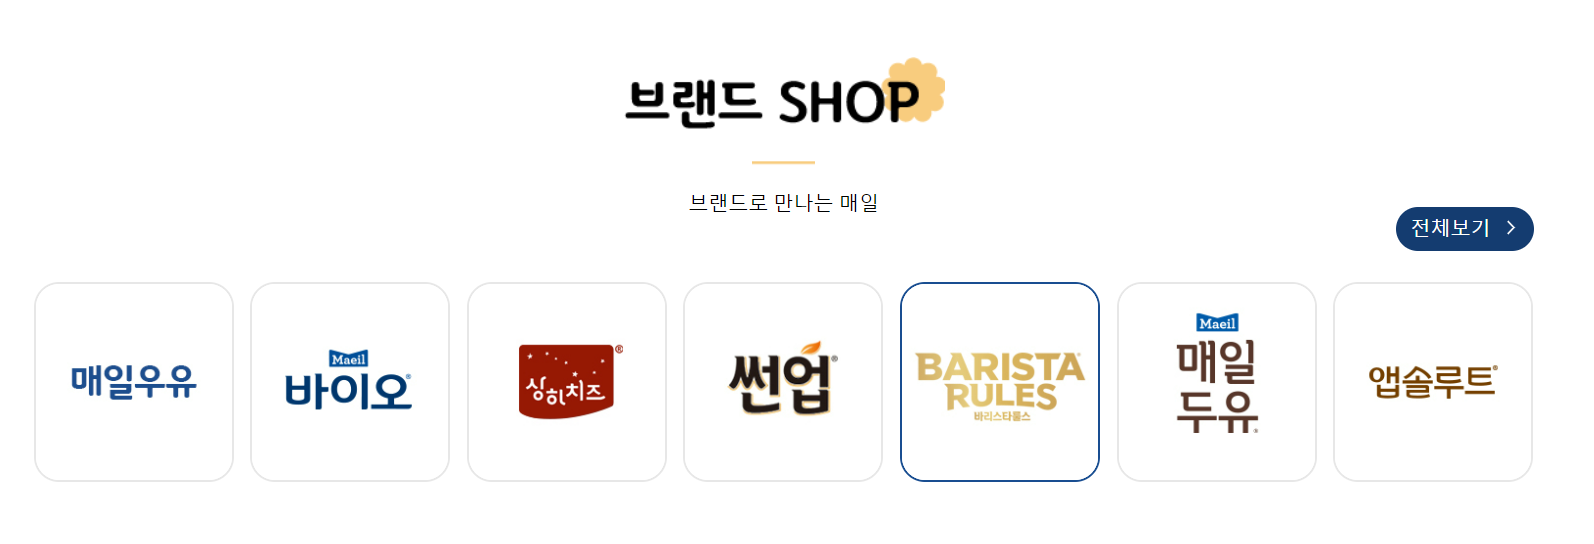 브랜드 SHOP
브랜드로 만나는 매일
전체보기 >
매일우유
Maeil
바이오®
상하치즈®
썬업®
BARISTA
RULES
바리스타룰스
Maeil
매일
두유
앱솔루트®